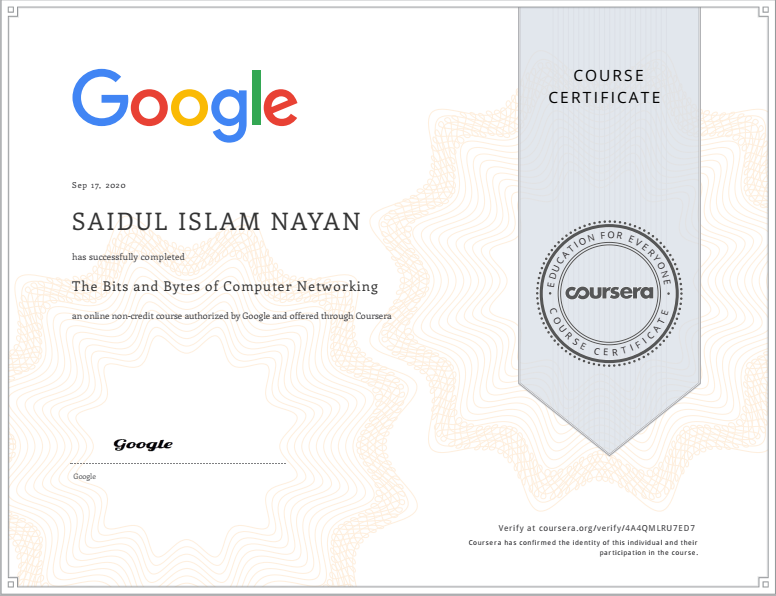 Google
COURSE
CERTIFICATE
Sep 17, 2020
SAIDUL ISLAM NAYAN
has successfully completed
The Bits and Bytes of Computer Networking
an online non-credit course authorized by Google and offered through Coursera
EDUCATION FOR EVERYONE
coursera
COURSE CERTIFICATE
Google
Google
Verify at coursera.org/verify/4A4QMLRU7ED7
Coursera has confirmed the identity of this individual and their
participation in the course.